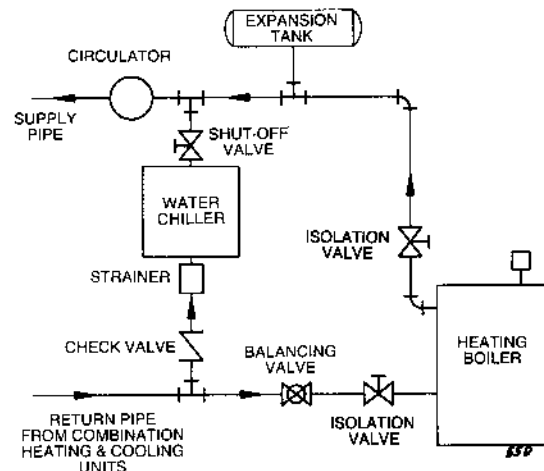 EXPANSION
TANK
CIRCULATOR
SUPPLY
PIPE
SHUT-OFF
VALVE
WATER
CHILLER
ISOLATION
VALVE
STRAINER
HEATING
BOILER
CHECK VALVE
BALANCING
VALVE
RETURN PIPE
FROM COMBINATION
HEATING & COOLING
UNITS
ISOLATION
VALVE